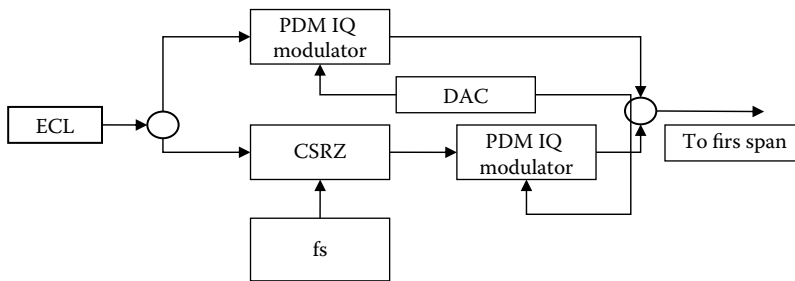 PDM IQ
modulator
DAC
ECL
CSRZ
PDM IQ
modulator
To firs span
fs